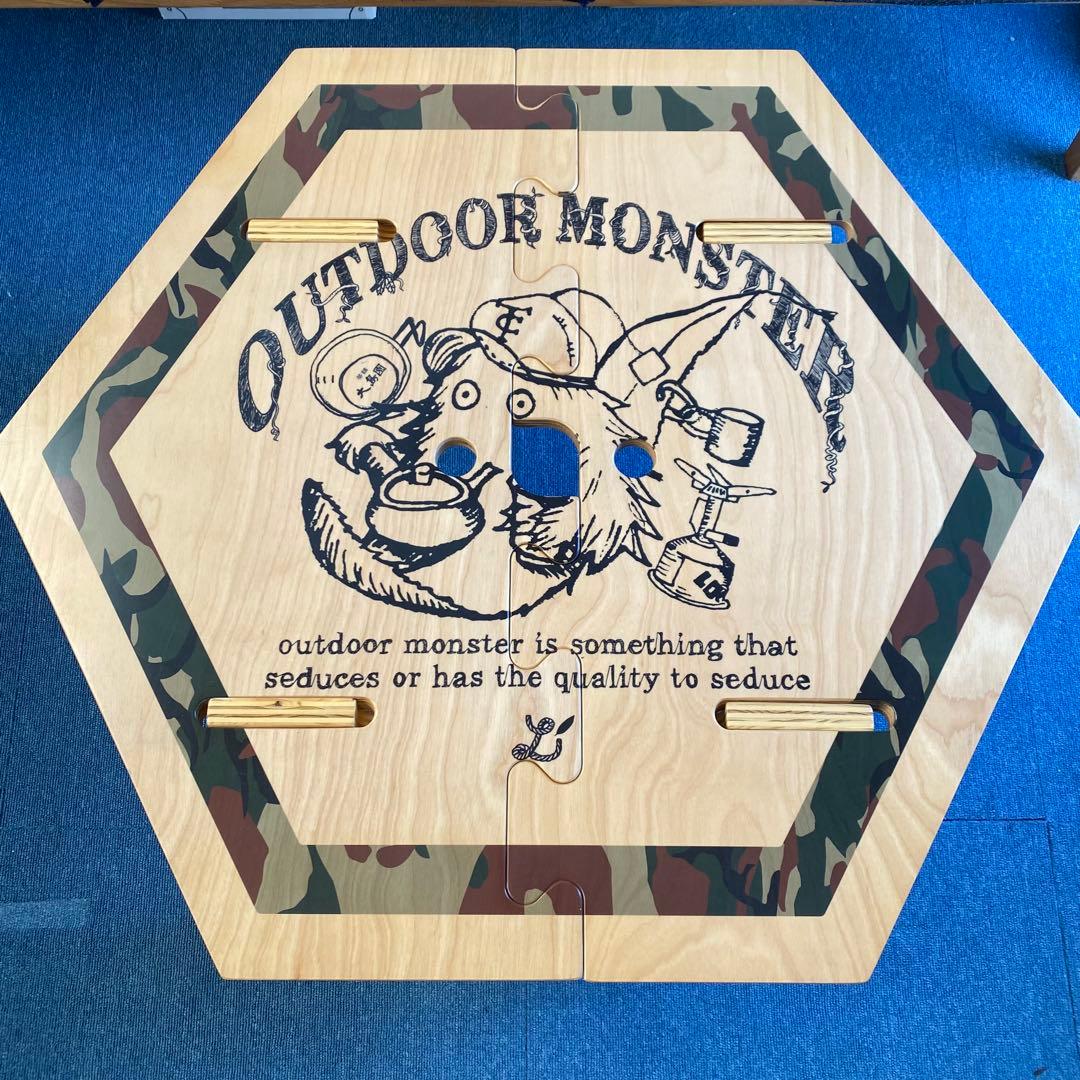 OUTDOOR MONSTER
outdoor monster is something that
seduces or has the quality to seduce